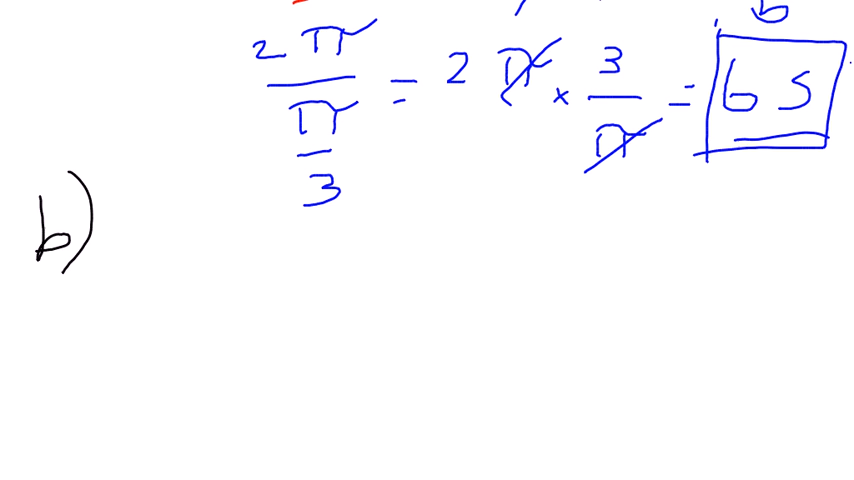 b
2π / (π/3) = 2π × 3/π = 6 s
b)